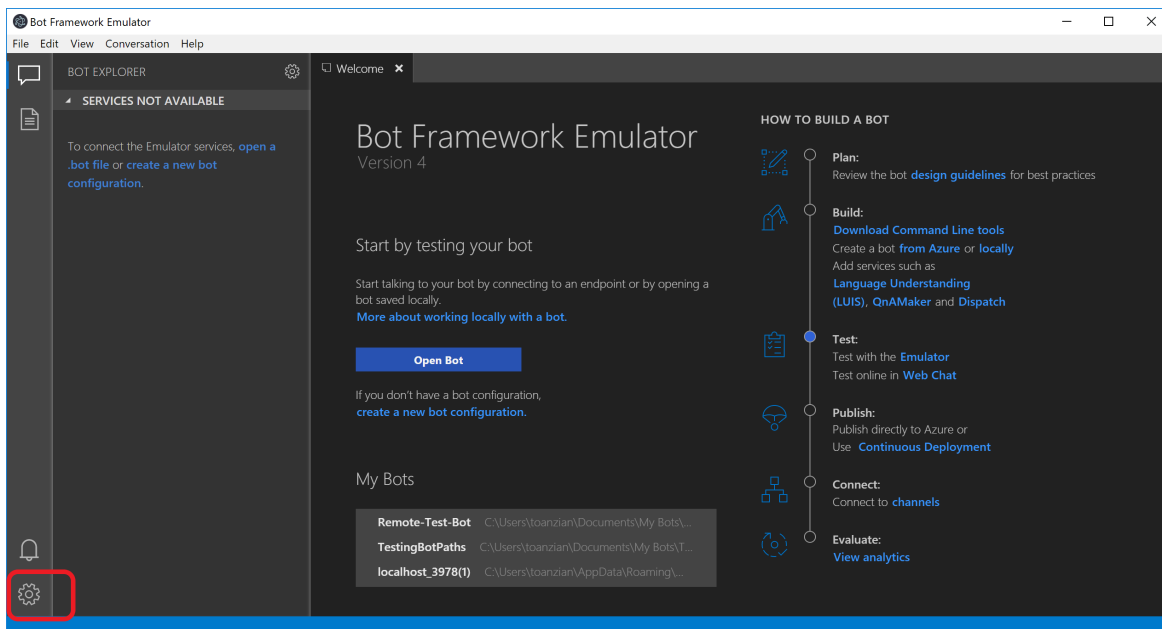 Bot Framework Emulator
File Edit View Conversation Help
BOT EXPLORER
SERVICES NOT AVAILABLE
To connect the Emulator services, open a
.bot file or create a new bot
configuration.
Welcome
Bot Framework Emulator
Version 4
Start by testing your bot
Start talking to your bot by connecting to an endpoint or by opening a
bot saved locally.
More about working locally with a bot.
Open Bot
If you don't have a bot configuration,
create a new bot configuration.
My Bots
Remote-Test-Bot C:\Users\toanzian\Documents\My Bots\...
TestingBotPaths C:\Users\toanzian\Documents\My Bots\T...
localhost_3978(1) C:\Users\toanzian\AppData\Roaming\...
HOW TO BUILD A BOT
Plan:
Review the bot design guidelines for best practices
Build:
Download Command Line tools
Create a bot from Azure or locally
Add services such as
Language Understanding
(LUIS), QnAMaker and Dispatch
Test:
Test with the Emulator
Test online in Web Chat
Publish:
Publish directly to Azure or
Use Continuous Deployment
Connect:
Connect to channels
Evaluate:
View analytics